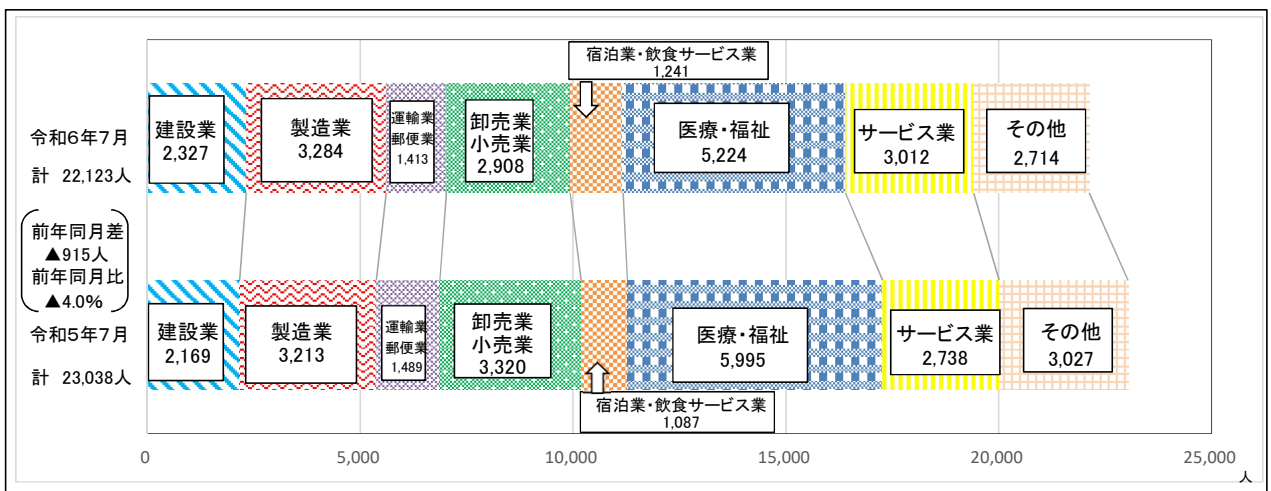 宿泊業・飲食サービス業
1,241
令和6年7月
計 22,123人
建設業
2,327
製造業
3,284
運輸業
郵便業
1,413
卸売業
小売業
2,908
医療・福祉
5,224
サービス業
3,012
その他
2,714
前年同月差
▲915人
前年同月比
▲4.0%
令和5年7月
計 23,038人
建設業
2,169
製造業
3,213
運輸業
郵便業
1,489
卸売業
小売業
3,320
医療・福祉
5,995
サービス業
2,738
その他
3,027
宿泊業・飲食サービス業
1,087
0 5,000 10,000 15,000 20,000 25,000
人